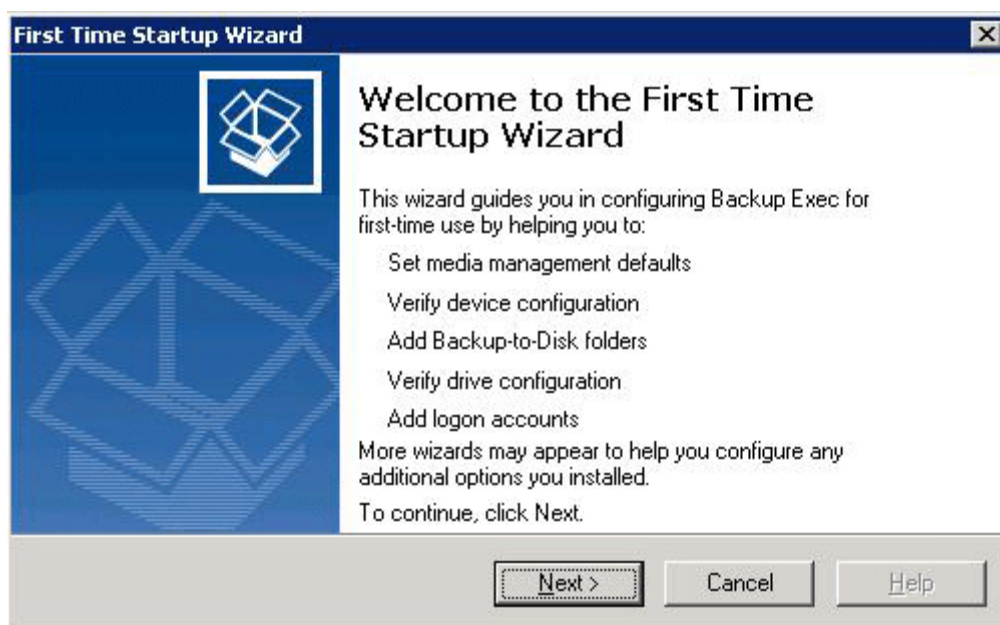 First Time Startup Wizard
Welcome to the First Time
Startup Wizard
This wizard guides you in configuring Backup Exec for
first-time use by helping you to:
Set media management defaults
Verify device configuration
Add Backup-to-Disk folders
Verify drive configuration
Add logon accounts
More wizards may appear to help you configure any
additional options you installed.
To continue, click Next.
Next >
Cancel
Help